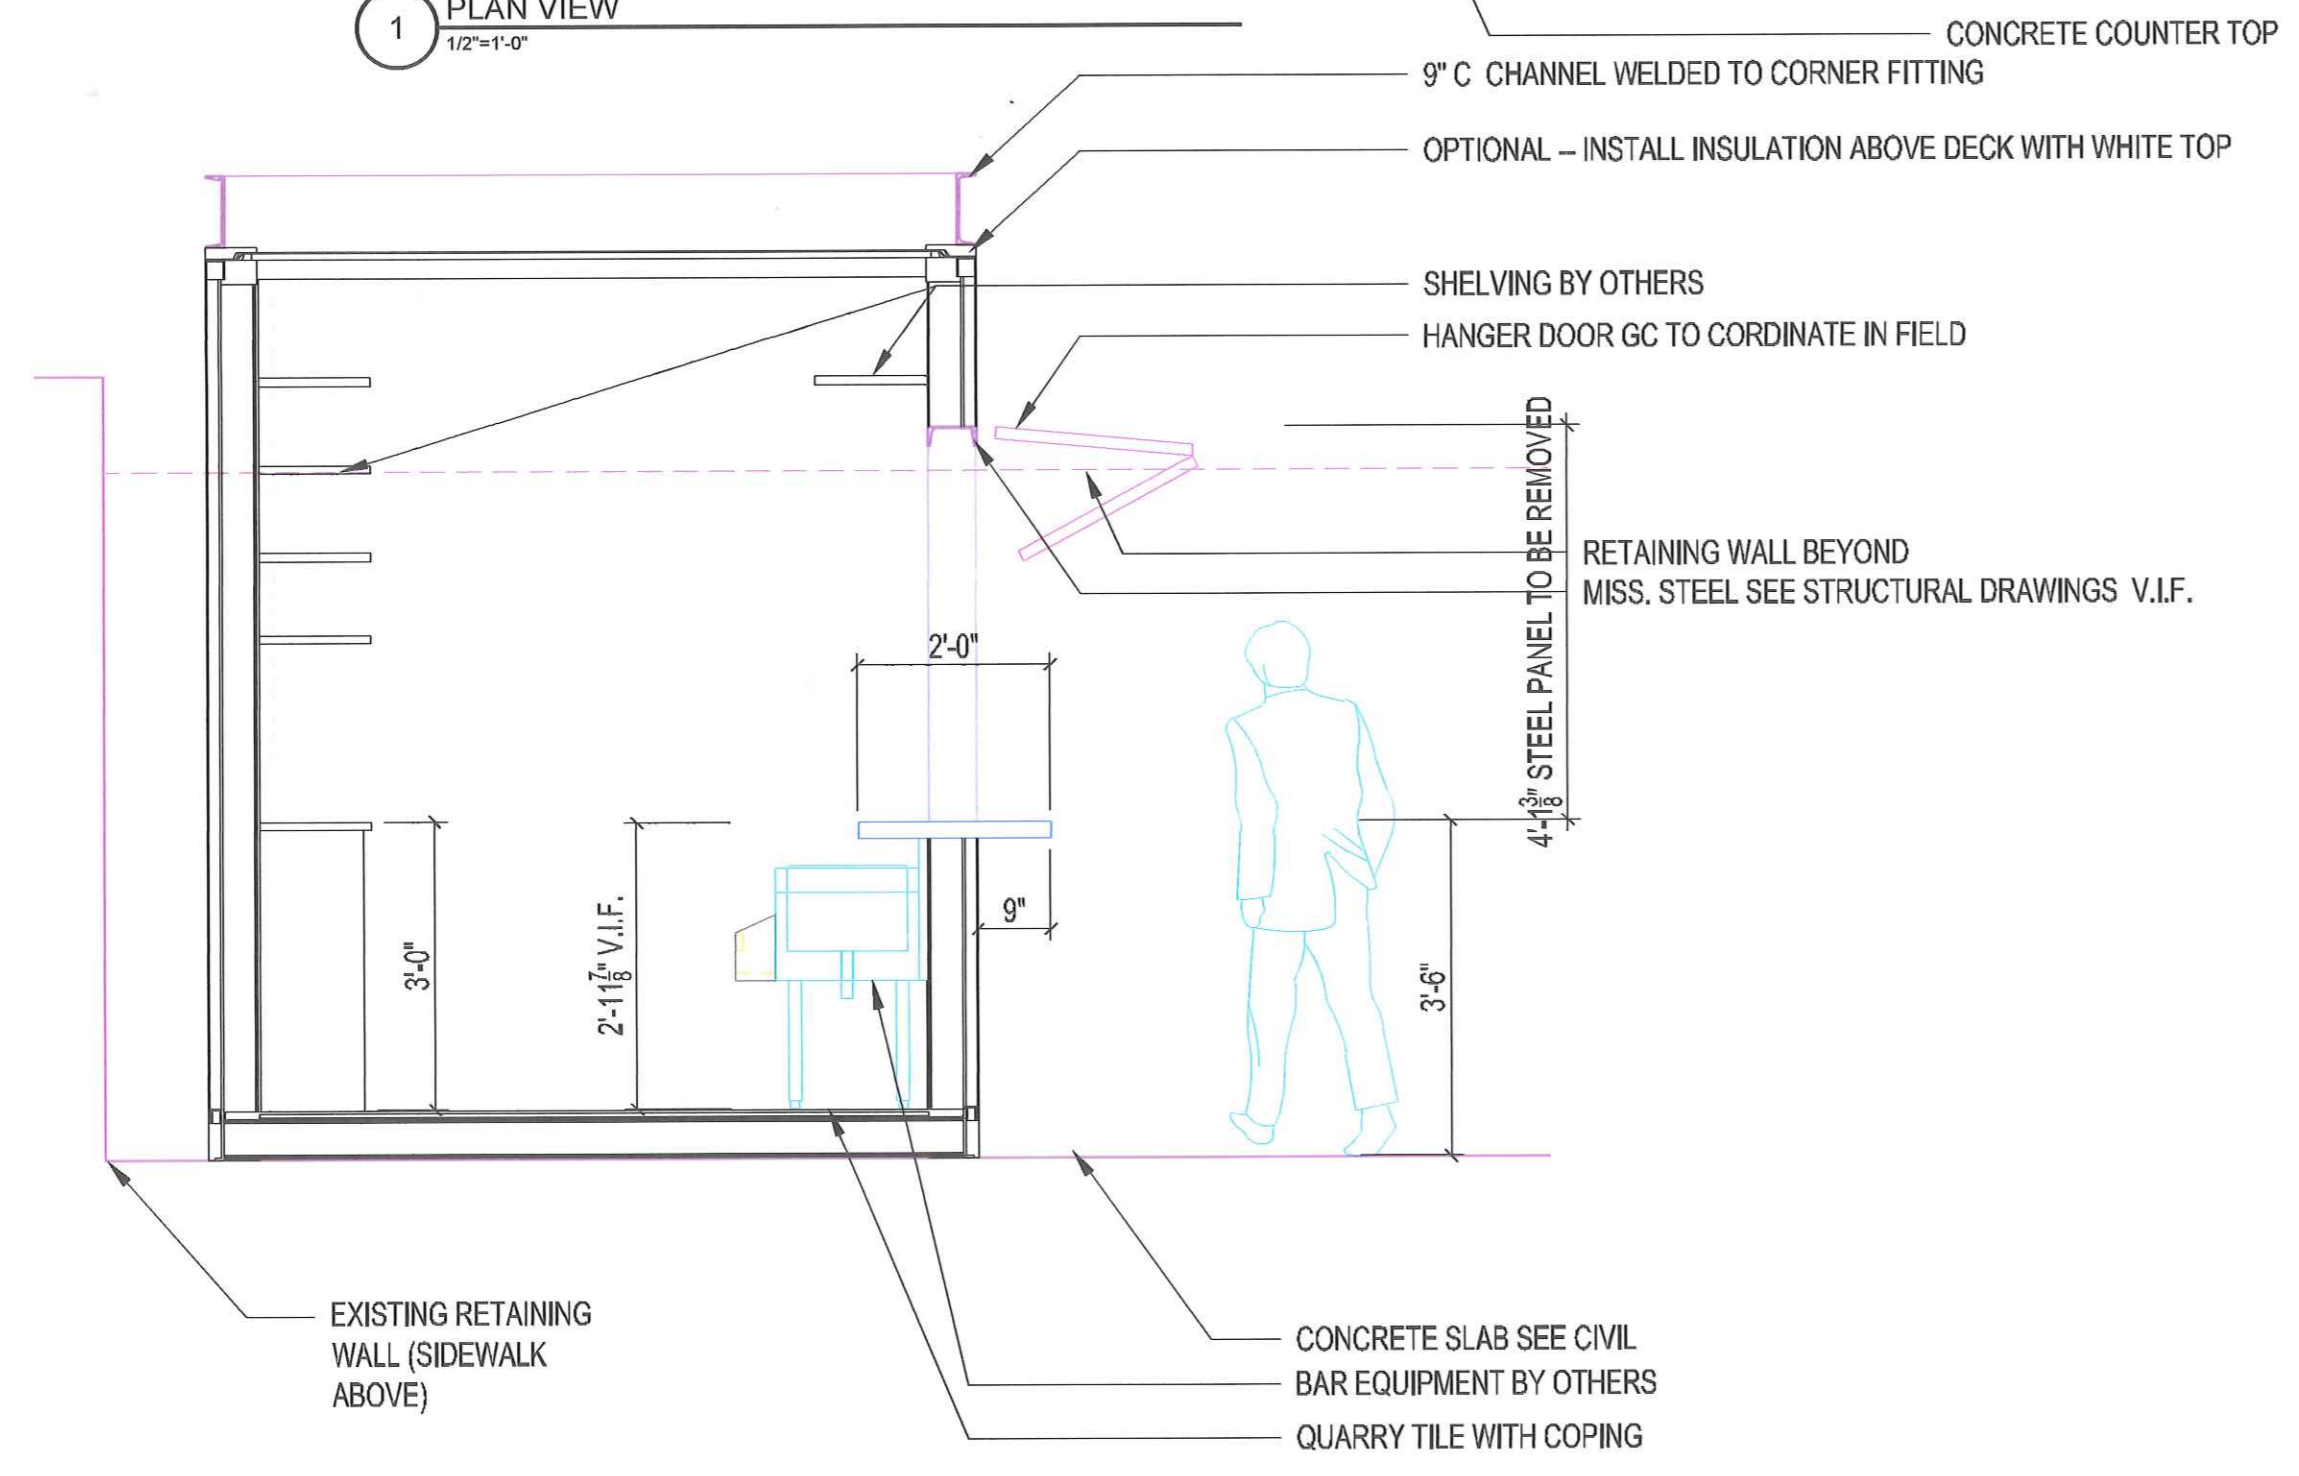 1
PLAN VIEW
1/2"=1'-0"
CONCRETE COUNTER TOP
9" C CHANNEL WELDED TO CORNER FITTING
OPTIONAL – INSTALL INSULATION ABOVE DECK WITH WHITE TOP
SHELVING BY OTHERS
HANGER DOOR GC TO CORDINATE IN FIELD
4'-1 3/8" STEEL PANEL TO BE REMOVED
RETAINING WALL BEYOND
MISS. STEEL SEE STRUCTURAL DRAWINGS V.I.F.
2'-0"
9"
3'-0"
2'-11 7/8" V.I.F.
3'-6"
EXISTING RETAINING
WALL (SIDEWALK
ABOVE)
CONCRETE SLAB SEE CIVIL
BAR EQUIPMENT BY OTHERS
QUARRY TILE WITH COPING